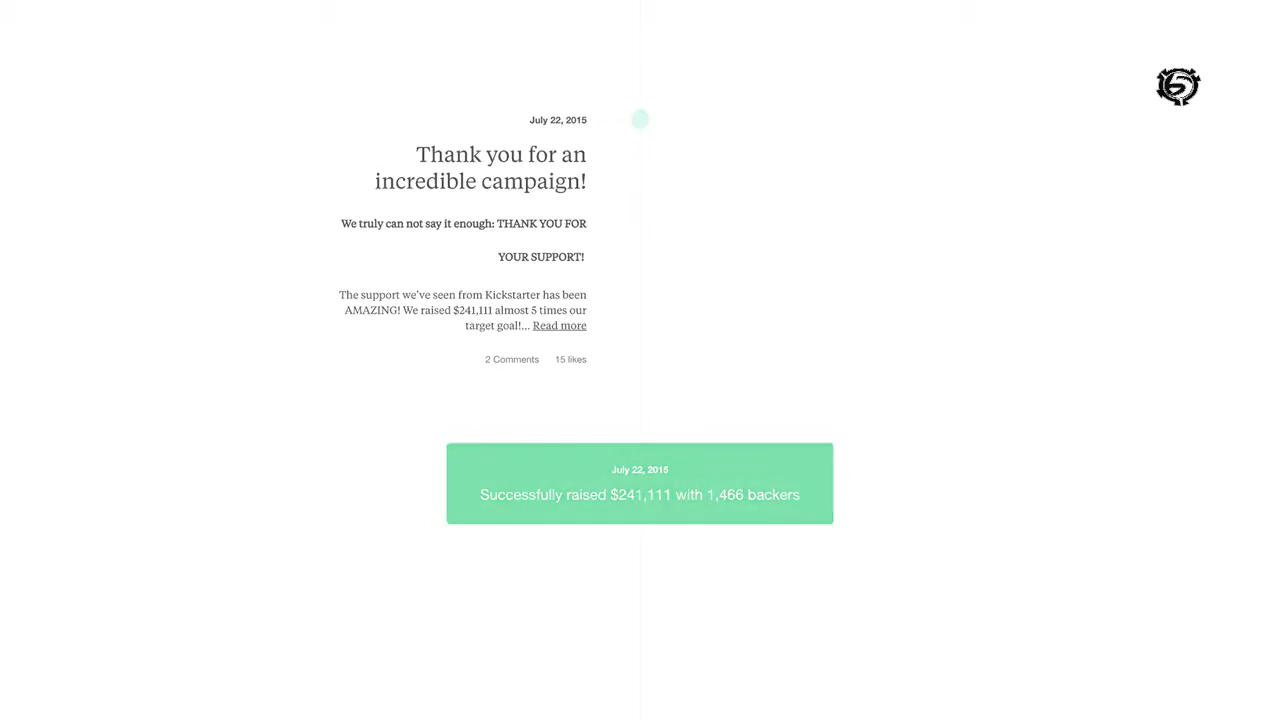 July 22, 2015
Thank you for an
incredible campaign!
We truly can not say it enough: THANK YOU FOR
YOUR SUPPORT!
The support we've seen from Kickstarter has been
AMAZING! We raised $241,111 almost 5 times our
target goal!... Read more
2 Comments 15 likes
July 22, 2015
Successfully raised $241,111 with 1,466 backers